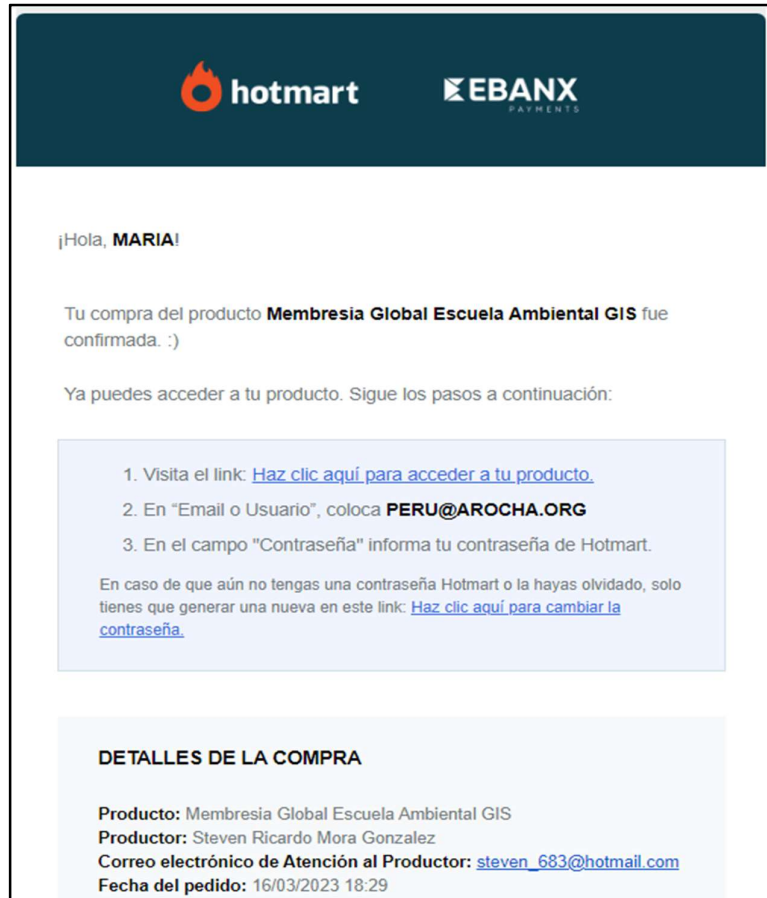 hotmart
EBANX
PAYMENTS
¡Hola, MARIA!
Tu compra del producto Membresia Global Escuela Ambiental GIS fue
confirmada. :)
Ya puedes acceder a tu producto. Sigue los pasos a continuación:
1. Visita el link: Haz clic aquí para acceder a tu producto.
2. En “Email o Usuario”, coloca PERU@AROCHA.ORG
3. En el campo "Contraseña" informa tu contraseña de Hotmart.
En caso de que aún no tengas una contraseña Hotmart o la hayas olvidado, solo
tienes que generar una nueva en este link: Haz clic aquí para cambiar la
contraseña.
DETALLES DE LA COMPRA
Producto: Membresia Global Escuela Ambiental GIS
Productor: Steven Ricardo Mora Gonzalez
Correo electrónico de Atención al Productor: steven_683@hotmail.com
Fecha del pedido: 16/03/2023 18:29